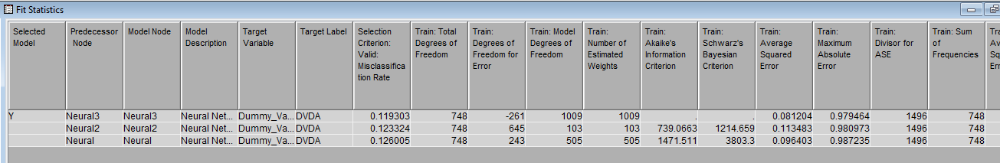 Fit Statistics
Selected Model Predecessor Node Model Node Model Description Target Variable Target Label Selection Criterion: Valid: Misclassifica tion Rate Train: Total Degrees of Freedom Train: Degrees of Freedom for Error Train: Model Degrees of Freedom Train: Number of Estimated Weights Train: Akaike's Information Criterion Train: Schwarz's Bayesian Criterion Train: Average Squared Error Train: Maximum Absolute Error Train: Divisor for ASE Train: Sum of Frequencies
Y Neural3 Neural3 Neural Net... Dummy_Va... DVDA 0.119303 748 -261 1009 1009 . . 0.081204 0.979464 1496 748
Neural2 Neural2 Neural Net... Dummy_Va... DVDA 0.123324 748 645 103 103 739.0663 1214.659 0.113483 0.980973 1496 748
Neural Neural Neural Net... Dummy_Va... DVDA 0.126005 748 243 505 505 1471.511 3803.3 0.096403 0.987235 1496 748